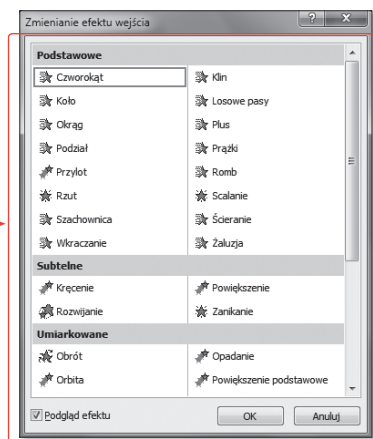 Zmienianie efektu wejścia
Podstawowe
Czworokąt Klin
Koło Losowe pasy
Okrąg Plus
Podział Prążki
Przylot Romb
Rzut Scalanie
Szachownica Ścieranie
Wkraczanie Żaluzja
Subtelne
Kręcenie Powiększenie
Rozwijanie Zanikanie
Umiarkowane
Obrót Opadanie
Orbita Powiększenie podstawowe
Podgląd efektu OK Anuluj